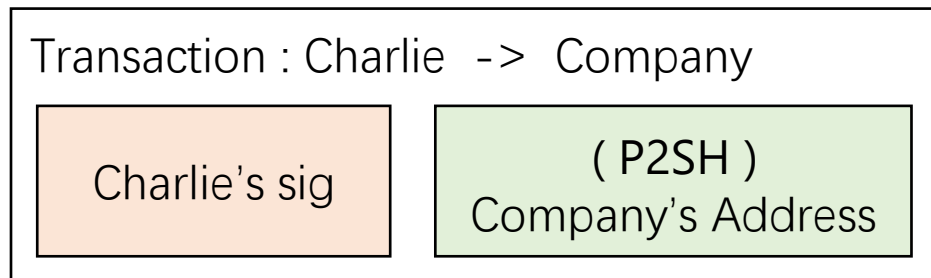 Transaction : Charlie -> Company
Charlie’s sig
( P2SH )
Company’s Address